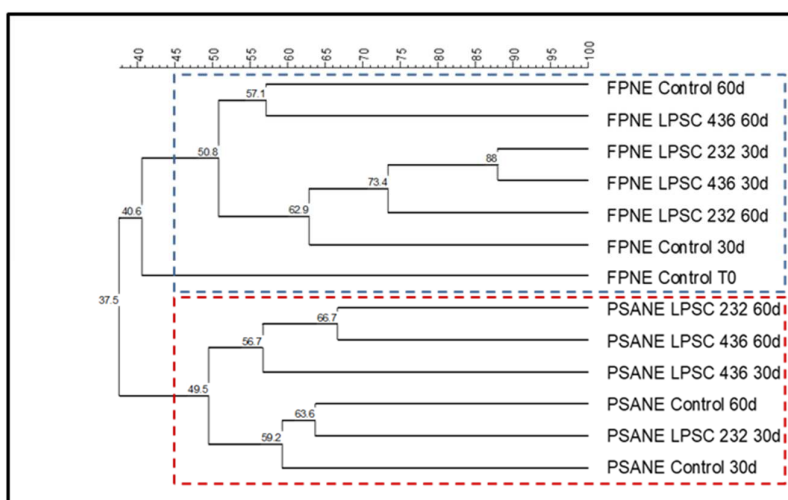 40 45 50 55 60 65 70 75 80 85 90 95 100
FPNE Control 60d
57.1
FPNE LPSC 436 60d
50.8
FPNE LPSC 232 30d
88
FPNE LPSC 436 30d
73.4
FPNE LPSC 232 60d
62.9
40.6
FPNE Control 30d
FPNE Control T0
37.5
PSANE LPSC 232 60d
66.7
PSANE LPSC 436 60d
56.7
PSANE LPSC 436 30d
49.5
PSANE Control 60d
63.6
PSANE LPSC 232 30d
59.2
PSANE Control 30d